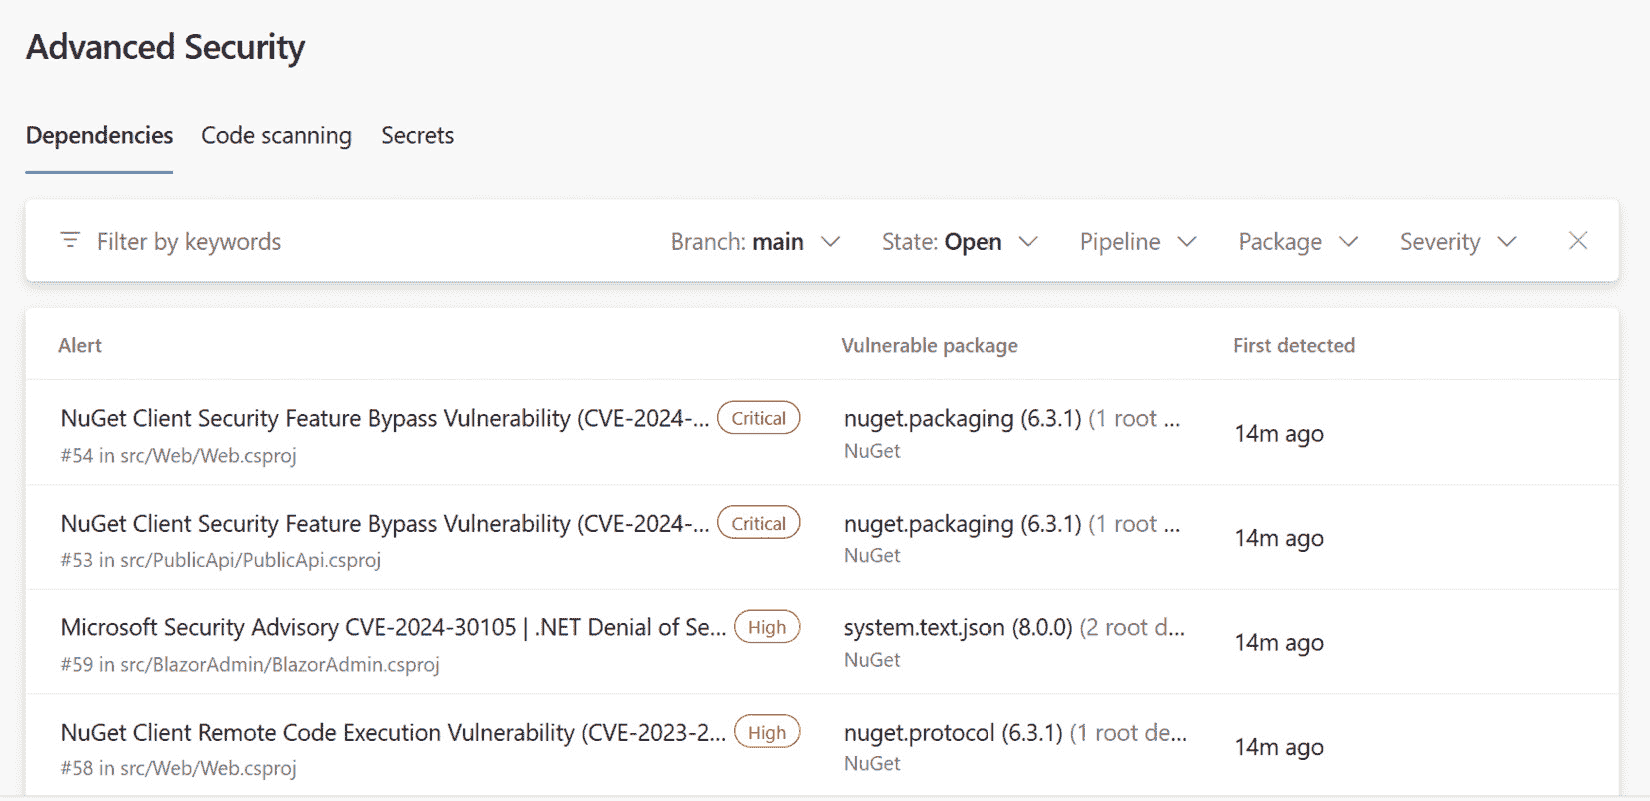 Advanced Security
Dependencies Code scanning Secrets
Filter by keywords Branch: main State: Open Pipeline Package Severity
Alert Vulnerable package First detected
NuGet Client Security Feature Bypass Vulnerability (CVE-2024-... Critical nuget.packaging (6.3.1) (1 root ... 14m ago
#54 in src/Web/Web.csproj NuGet
NuGet Client Security Feature Bypass Vulnerability (CVE-2024-... Critical nuget.packaging (6.3.1) (1 root ... 14m ago
#53 in src/PublicApi/PublicApi.csproj NuGet
Microsoft Security Advisory CVE-2024-30105 | .NET Denial of Se... High system.text.json (8.0.0) (2 root d... 14m ago
#59 in src/BlazorAdmin/BlazorAdmin.csproj NuGet
NuGet Client Remote Code Execution Vulnerability (CVE-2023-2... High nuget.protocol (6.3.1) (1 root de... 14m ago
#58 in src/Web/Web.csproj NuGet